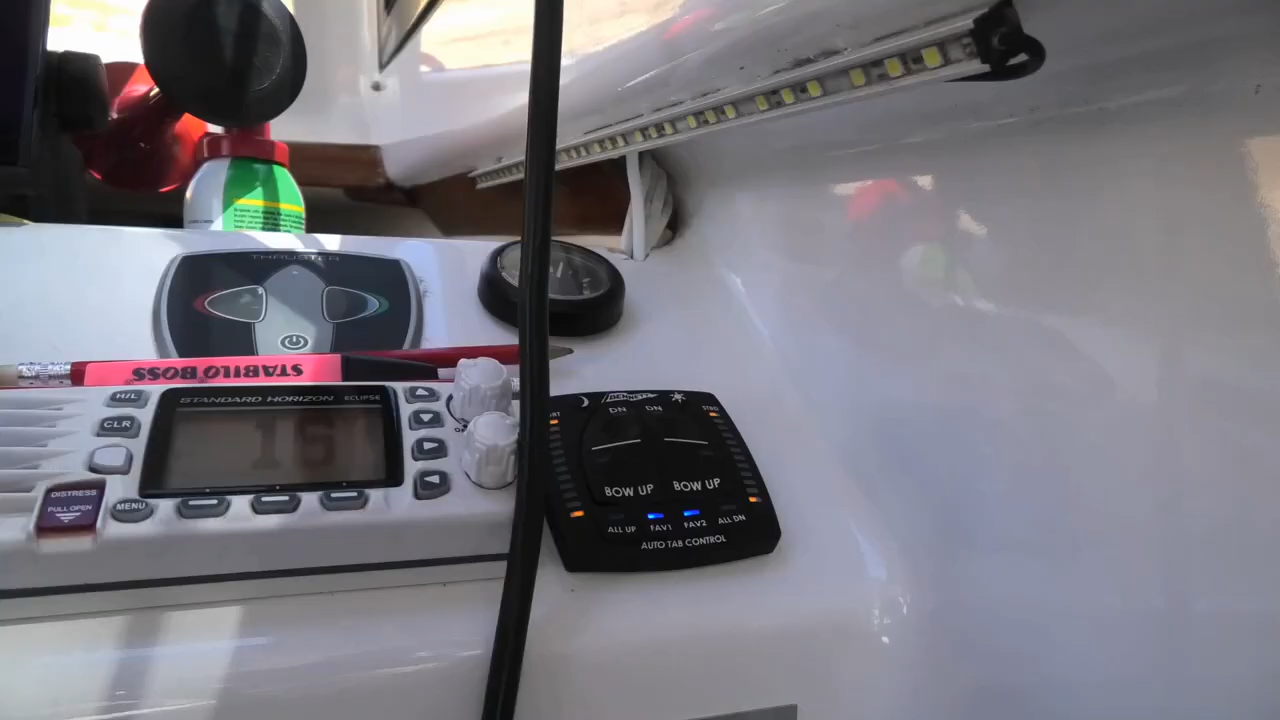 THRUSTER
STABILO BOSS
H/L
STANDARD HORIZON ECLIPSE
CLR
16
DISTRESS
PULL OPEN
MENU
BENNETT
DN DN
STBD
BOW UP BOW UP
ALL UP FAV1 FAV2 ALL DN
AUTO TAB CONTROL